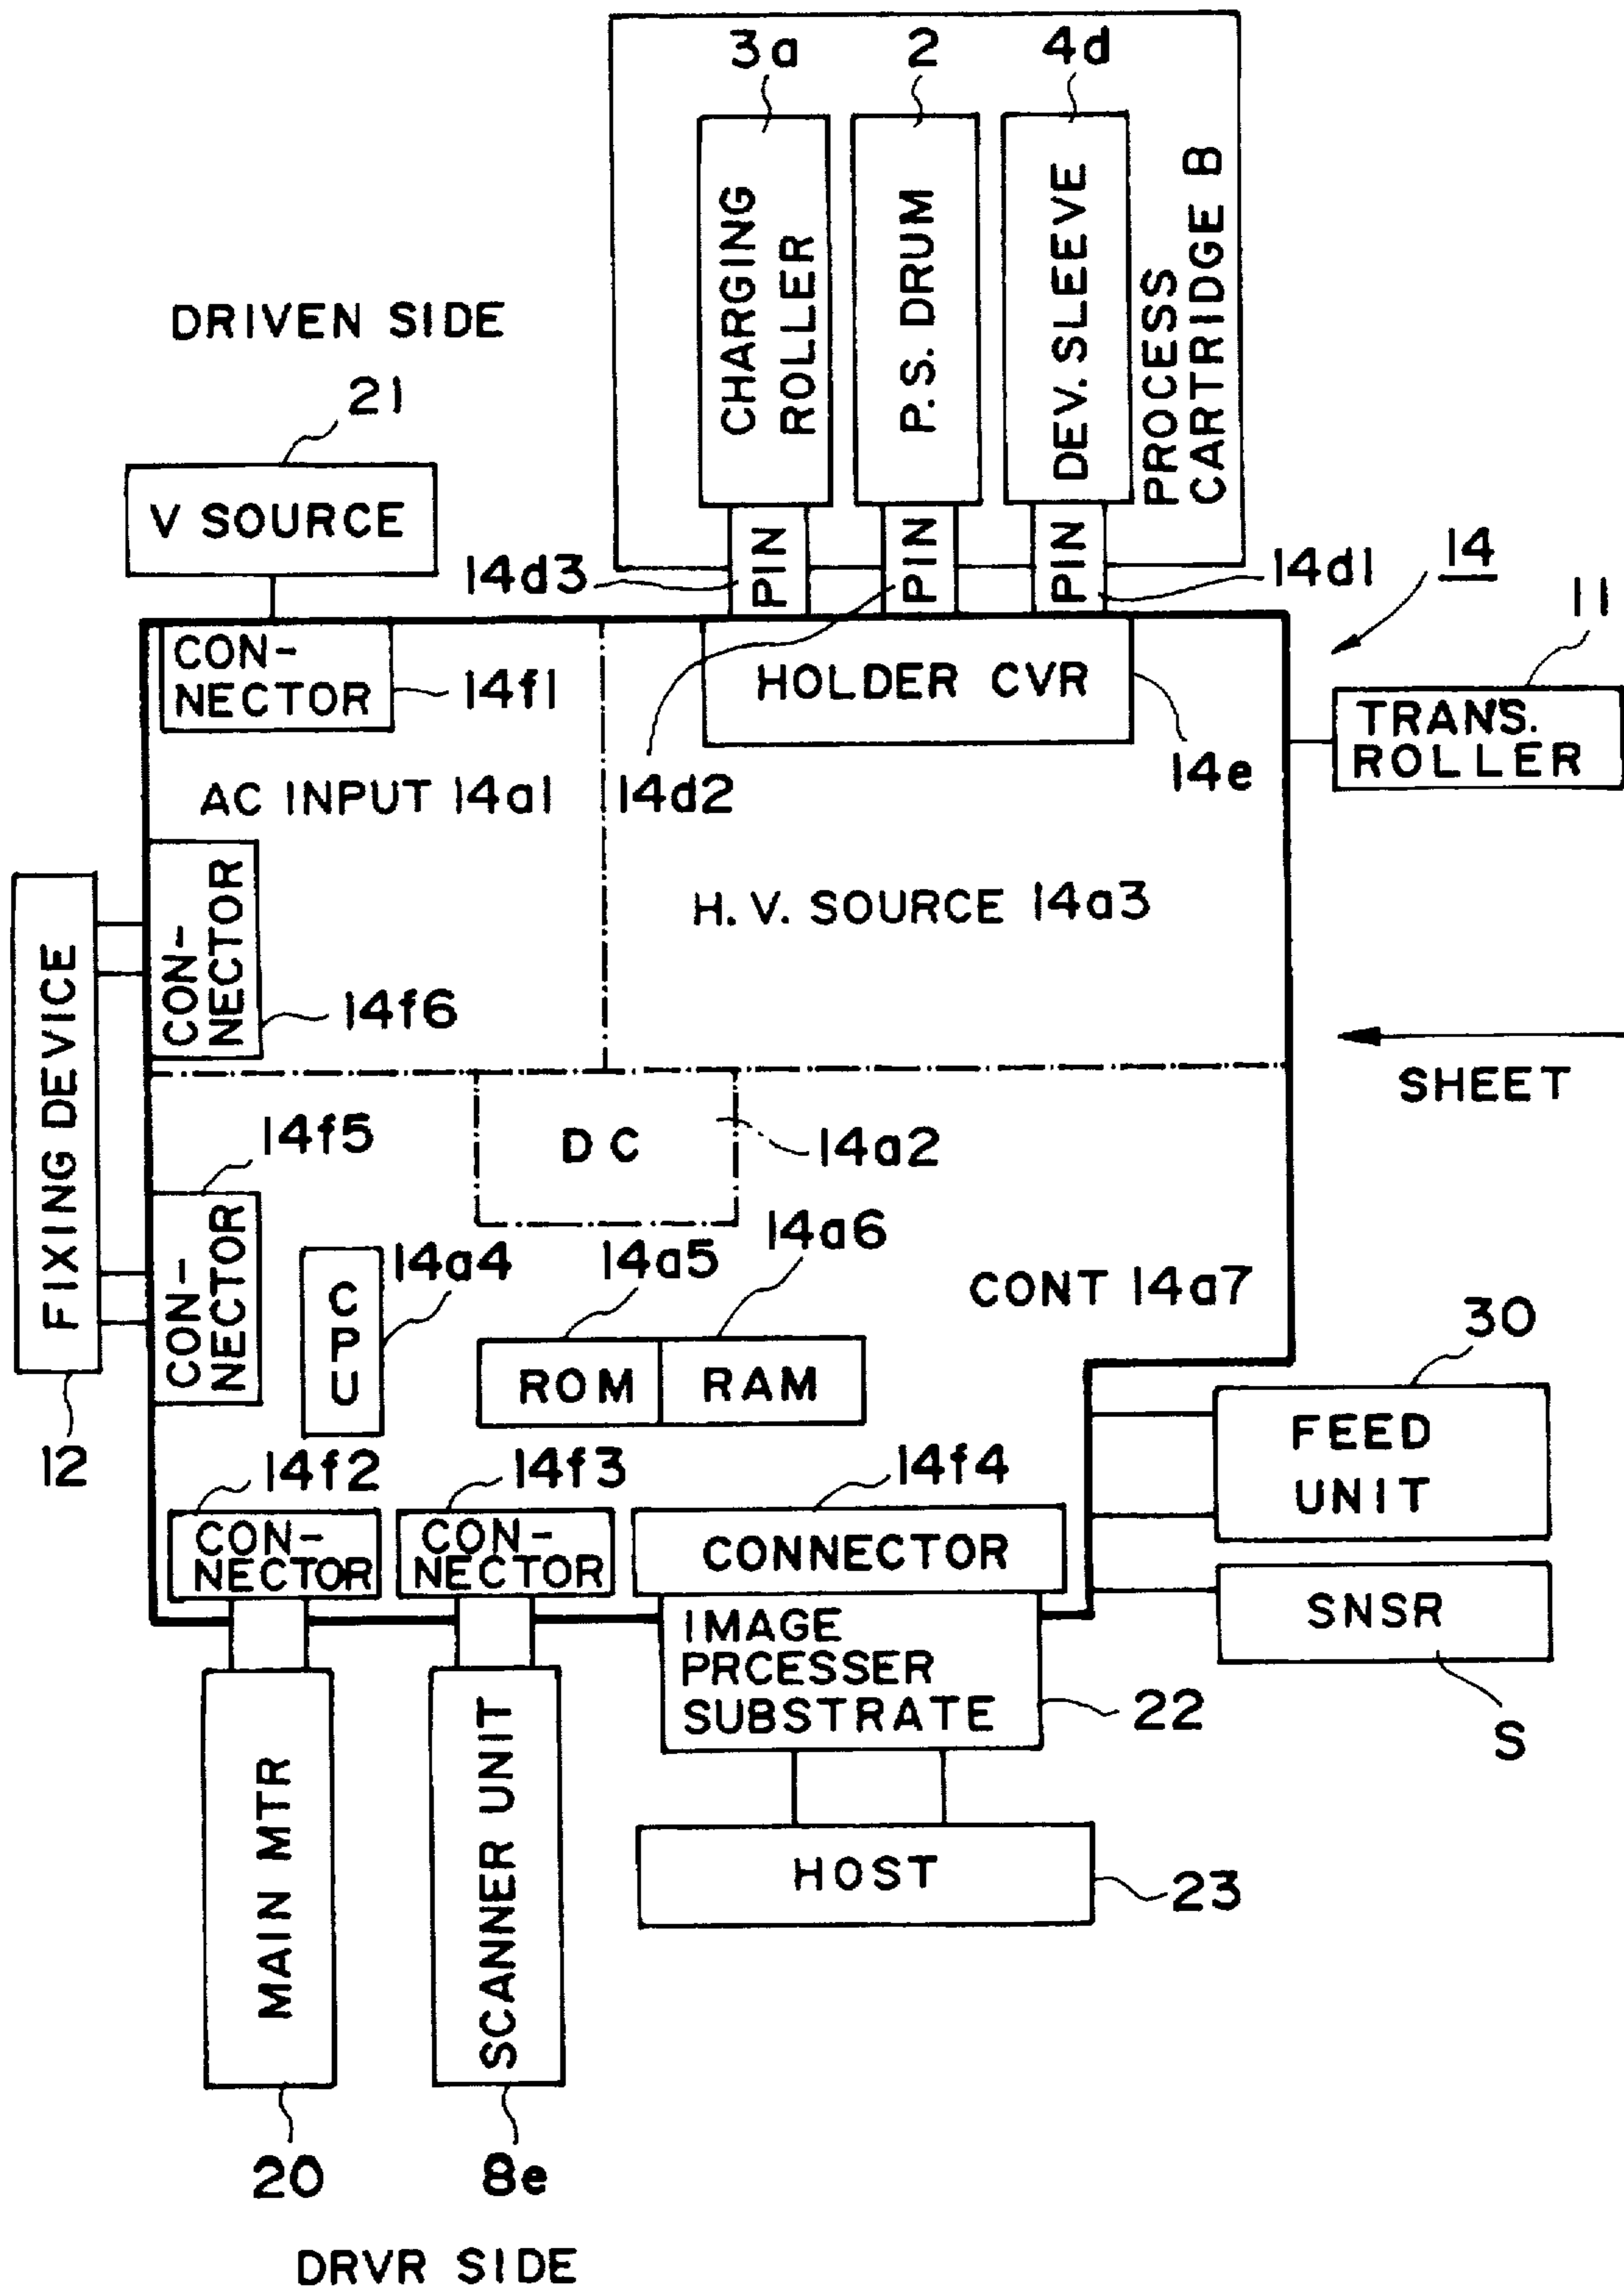 3a
2
4d
CHARGING
ROLLER
P.S. DRUM
DEV. SLEEVE
PROCESS
CARTRIDGE B
DRIVEN SIDE
21
V SOURCE
14d3
PIN
PIN
PIN
14d1
14
11
CON-
NECTOR
14f1
HOLDER CVR
TRANS.
ROLLER
AC INPUT 14a1
14d2
14e
H. V. SOURCE 14a3
CON-
NECTOR
14f6
FIXING DEVICE
SHEET
14f5
DC
14a2
CON-
NECTOR
CPU
14a4
14a5
14a6
CONT 14a7
ROM
RAM
30
FEED
UNIT
12
14f2
14f3
14f4
CON-
NECTOR
CON-
NECTOR
CONNECTOR
SNSR
IMAGE
PRCESSER
SUBSTRATE
22
S
MAIN MTR
SCANNER UNIT
HOST
23
20
8e
DRVR SIDE